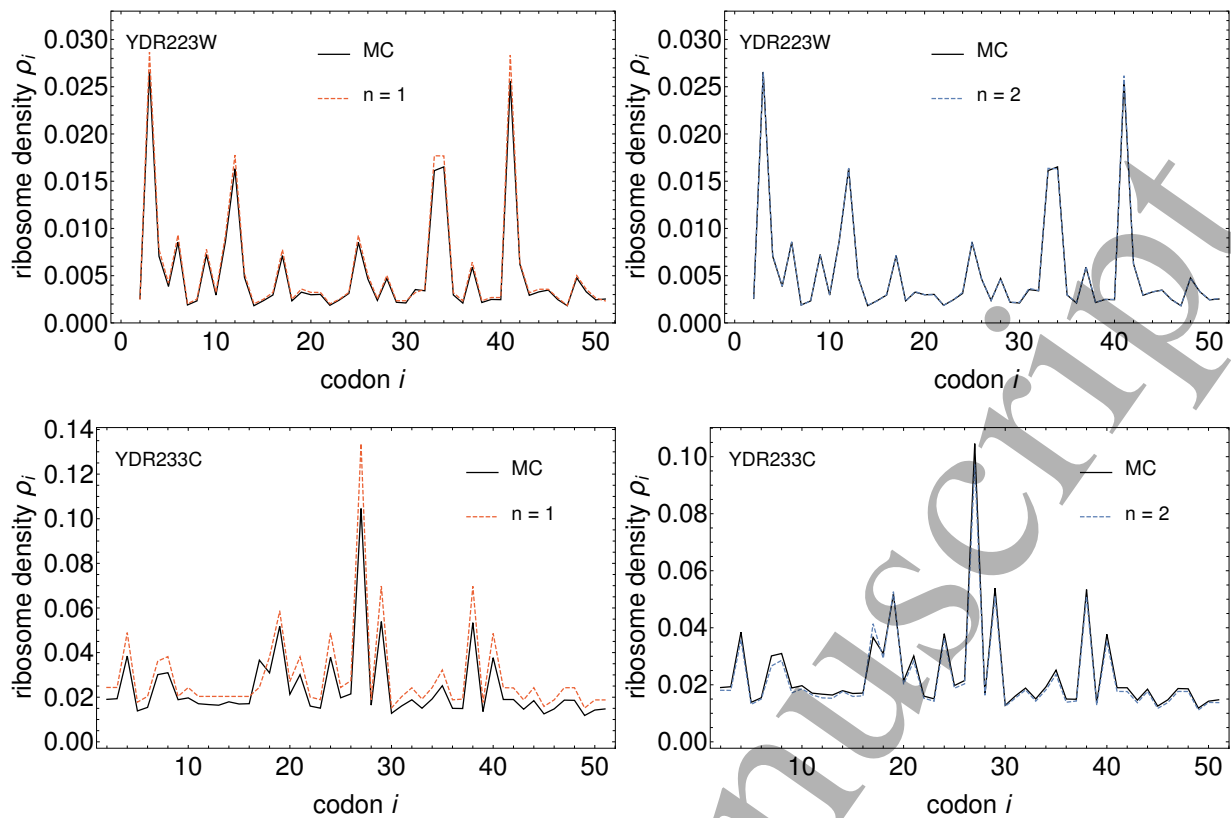 YDR223W
MC
n = 1
0.030
0.025
0.020
0.015
0.010
0.005
0.000
ribosome density ρi
0 10 20 30 40 50
codon i
YDR223W
MC
n = 2
0.030
0.025
0.020
0.015
0.010
0.005
0.000
ribosome density ρi
0 10 20 30 40 50
codon i
YDR233C
MC
n = 1
0.14
0.12
0.10
0.08
0.06
0.04
0.02
0.00
ribosome density ρi
10 20 30 40 50
codon i
YDR233C
MC
n = 2
0.10
0.08
0.06
0.04
0.02
0.00
ribosome density ρi
10 20 30 40 50
codon i
nuscript